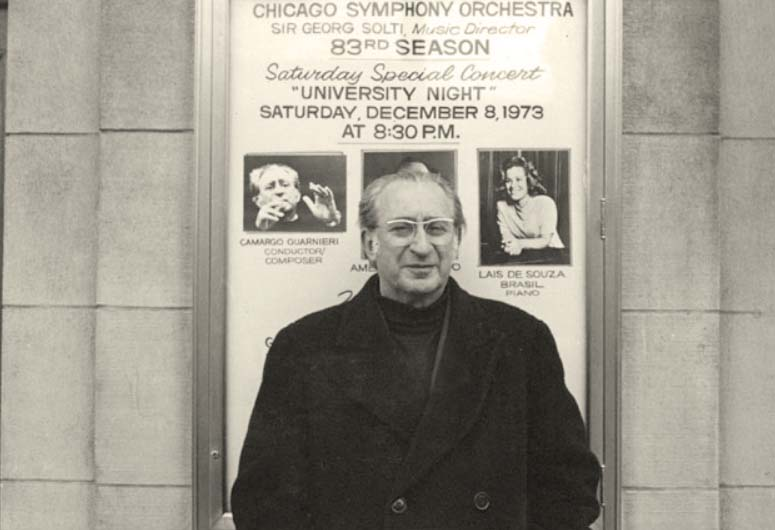 CHICAGO SYMPHONY ORCHESTRA
SIR GEORG SOLTI, Music Director
83RD SEASON
Saturday Special Concert
"UNIVERSITY NIGHT"
SATURDAY, DECEMBER 8, 1973
AT 8:30 P.M.
CAMARGO GUARNIERI
CONDUCTOR/
COMPOSER
LAIS DE SOUZA
BRASIL
PIANO